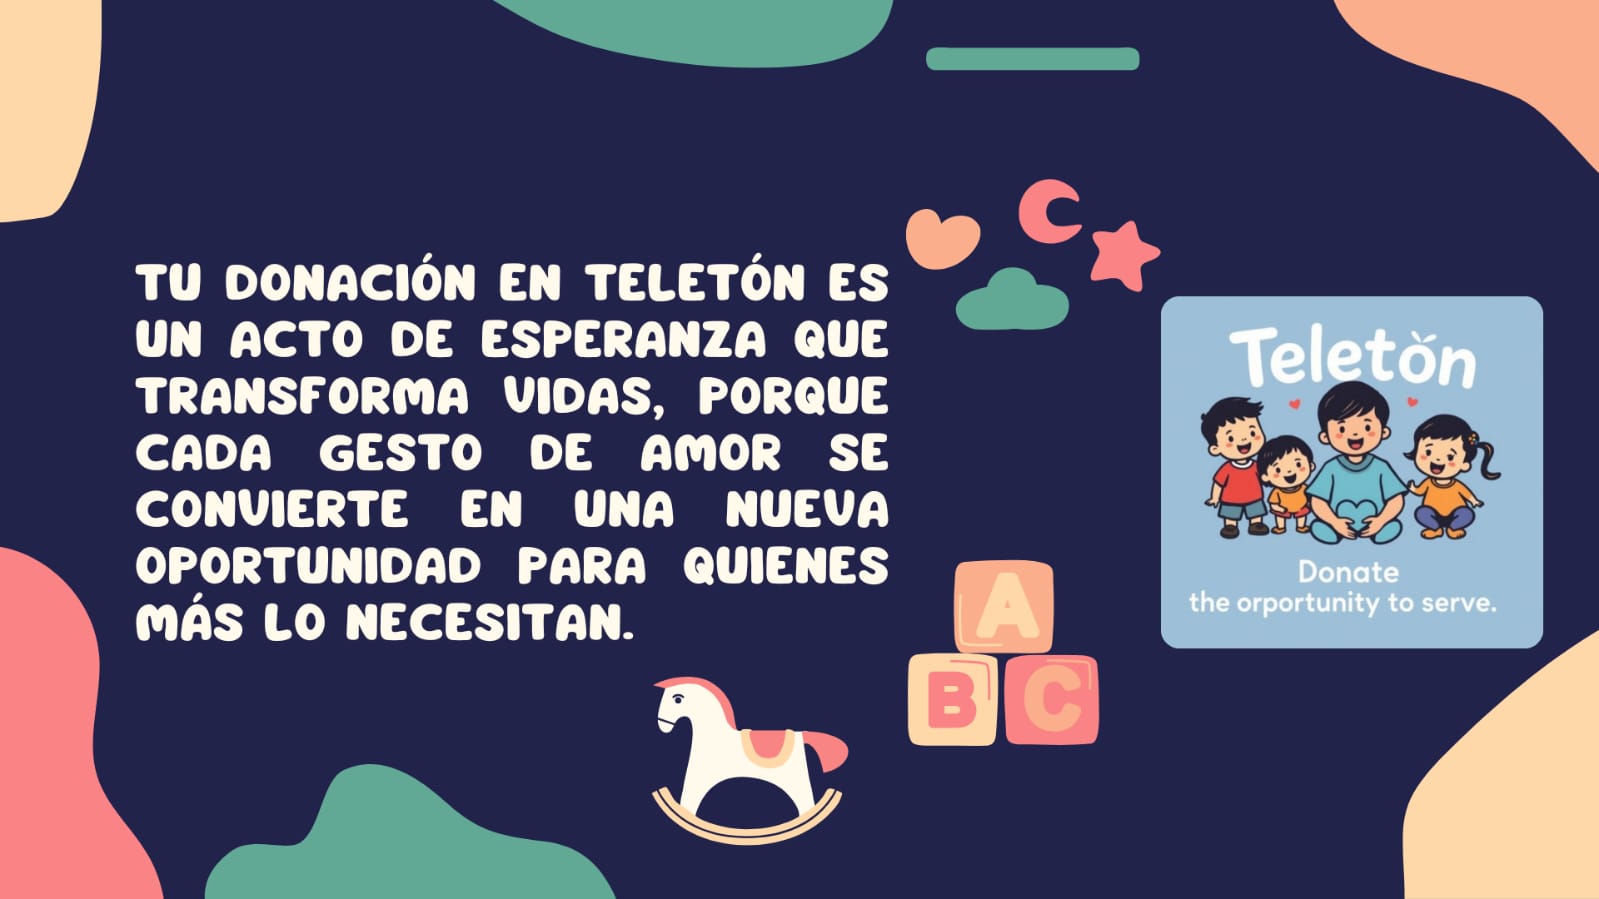 TU DONACIÓN EN TELETÓN ES
UN ACTO DE ESPERANZA QUE
TRANSFORMA VIDAS, PORQUE
CADA GESTO DE AMOR SE
CONVIERTE EN UNA NUEVA
OPORTUNIDAD PARA QUIENES
MÁS LO NECESITAN.
Teletŏn
Donate
the orportunity to serve.
A
B C